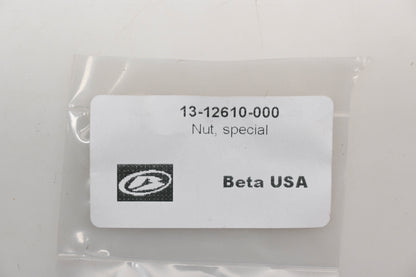 13-12610-000
Nut, special
Beta USA